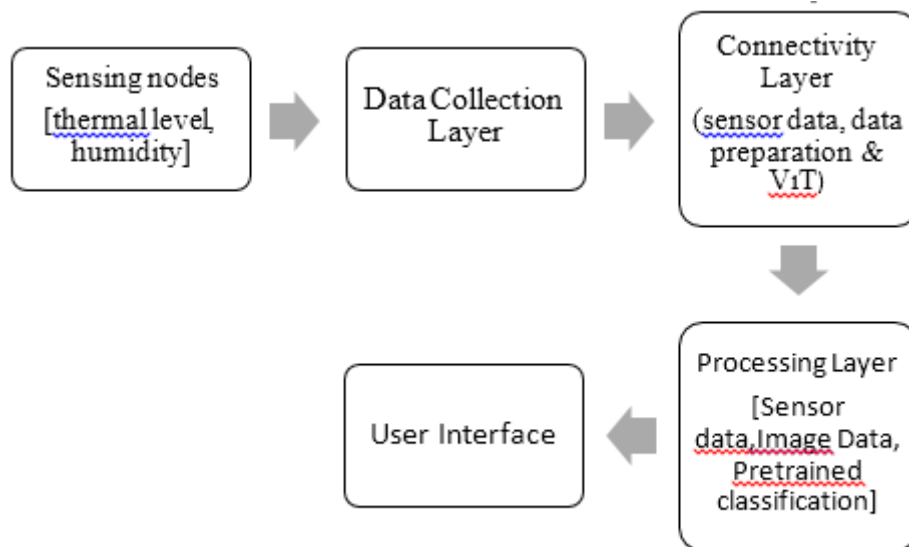 Sensing nodes
[thermal level,
humidity]
Data Collection
Layer
Connectivity
Layer
(sensor data, data
preparation &
ViT)
Processing Layer
[Sensor
data,Image Data,
Pretrained
classification]
User Interface